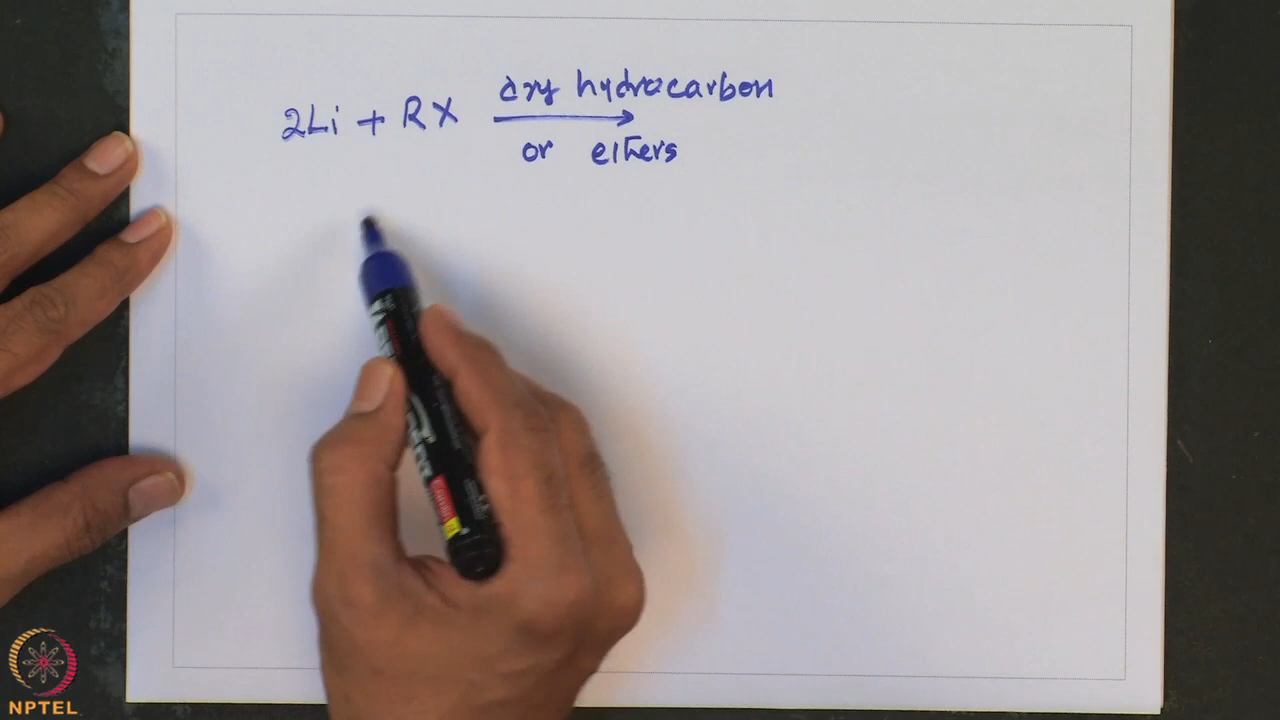 2Li + RX ⟶ dry hydrocarbon
or ethers
NPTEL